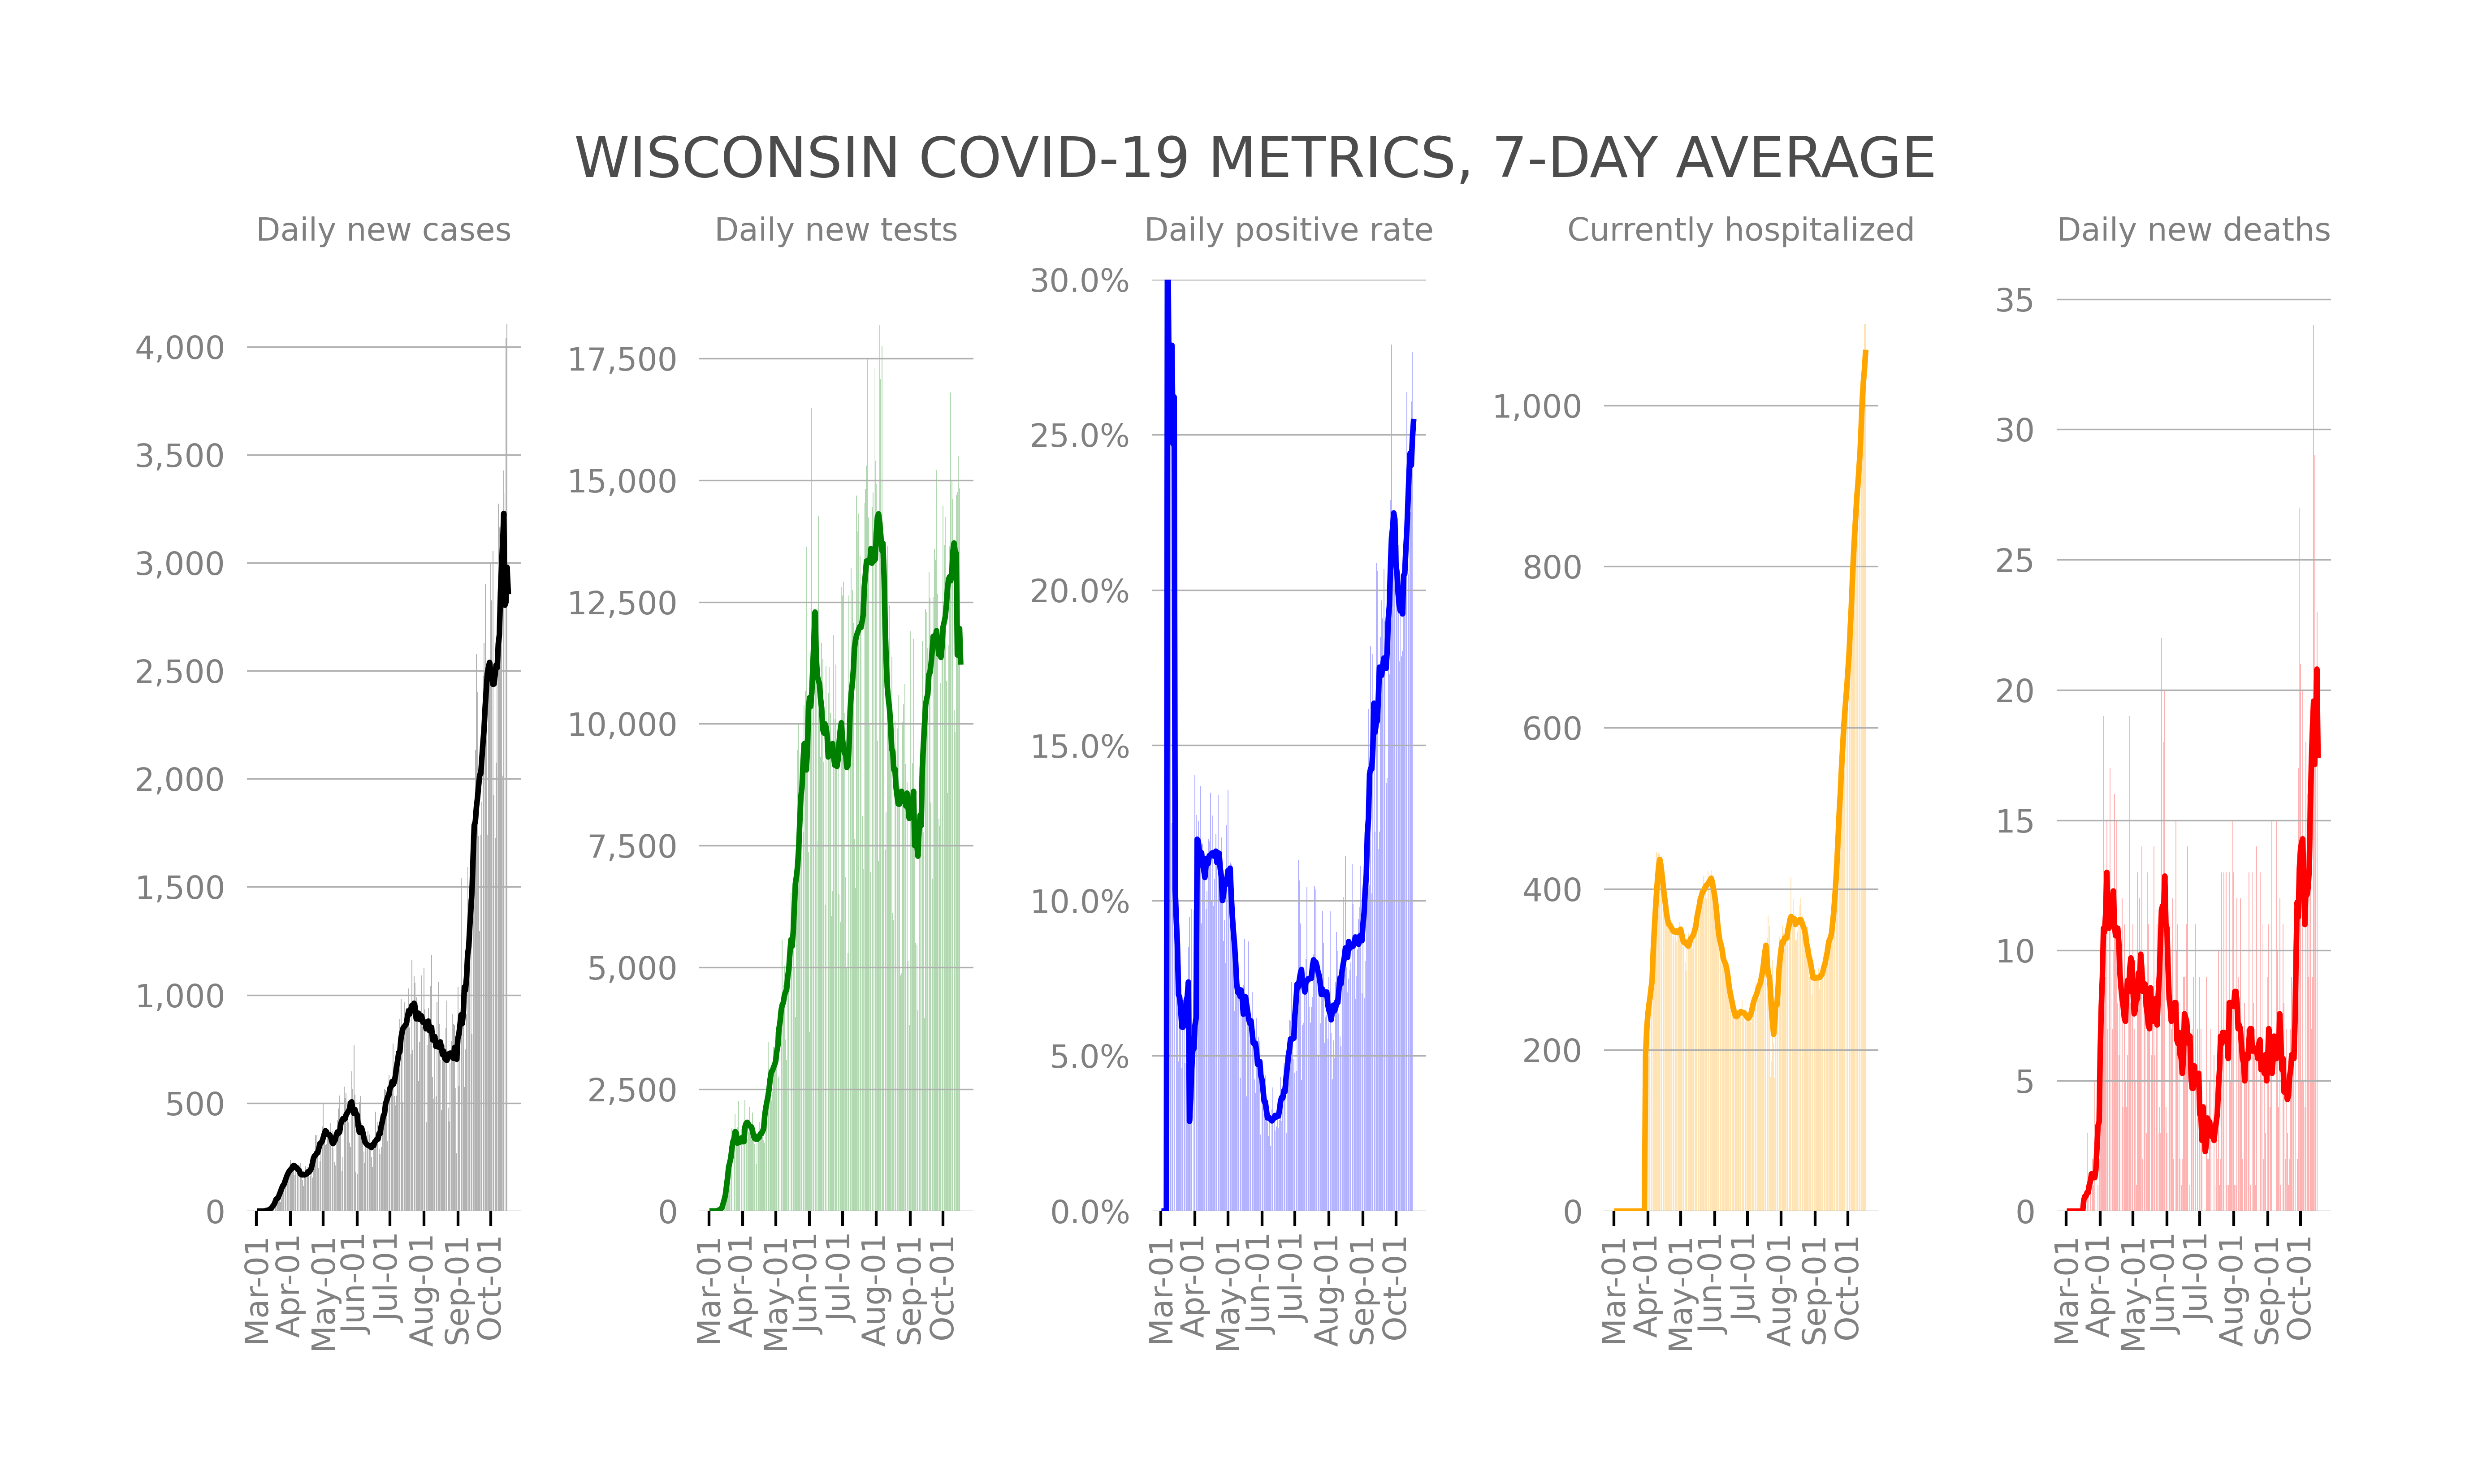 WISCONSIN COVID-19 METRICS, 7-DAY AVERAGE
Daily new cases
4,000
3,500
3,000
2,500
2,000
1,500
1,000
500
0
Mar-01
Apr-01
May-01
Jun-01
Jul-01
Aug-01
Sep-01
Oct-01
Daily new tests
17,500
15,000
12,500
10,000
7,500
5,000
2,500
0
Mar-01
Apr-01
May-01
Jun-01
Jul-01
Aug-01
Sep-01
Oct-01
Daily positive rate
30.0%
25.0%
20.0%
15.0%
10.0%
5.0%
0.0%
Mar-01
Apr-01
May-01
Jun-01
Jul-01
Aug-01
Sep-01
Oct-01
Currently hospitalized
1,000
800
600
400
200
0
Mar-01
Apr-01
May-01
Jun-01
Jul-01
Aug-01
Sep-01
Oct-01
Daily new deaths
35
30
25
20
15
10
5
0
Mar-01
Apr-01
May-01
Jun-01
Jul-01
Aug-01
Sep-01
Oct-01